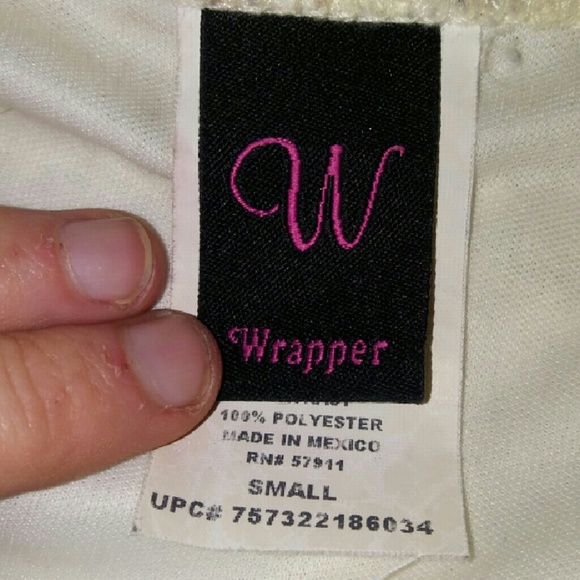 W
Wrapper
100% POLYESTER
MADE IN MEXICO
RN# 57911
SMALL
UPC# 757322186034